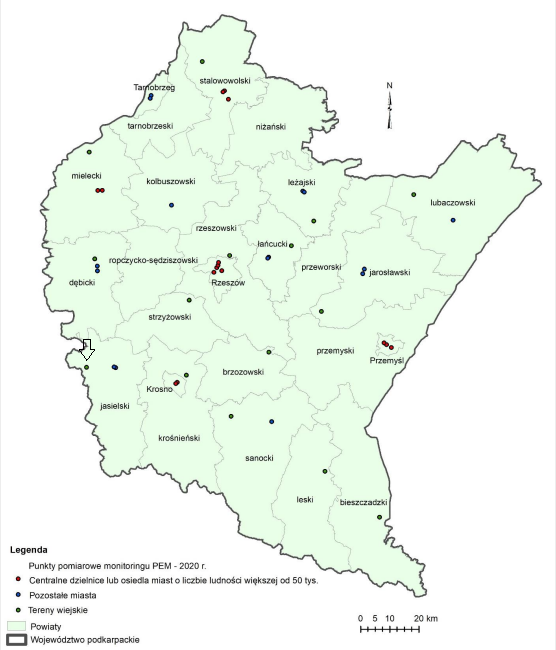 stalowowolski
Tarnobrzeg
N
tarnobrzeski
niżański
mielecki
kolbuszowski
leżajski
lubaczowski
rzeszowski
łańcucki
ropczycko-sędziszowski
przeworski
jarosławski
dębicki
Rzeszów
strzyżowski
przemyski
Przemyśl
brzozowski
Krosno
jasielski
krośnieński
sanocki
leski
bieszczadzki
Legenda
Punkty pomiarowe monitoringu PEM - 2020 r.
Centralne dzielnice lub osiedla miast o liczbie ludności większej od 50 tys.
Pozostałe miasta
Tereny wiejskie
Powiaty
Województwo podkarpackie
0 5 10 20 km